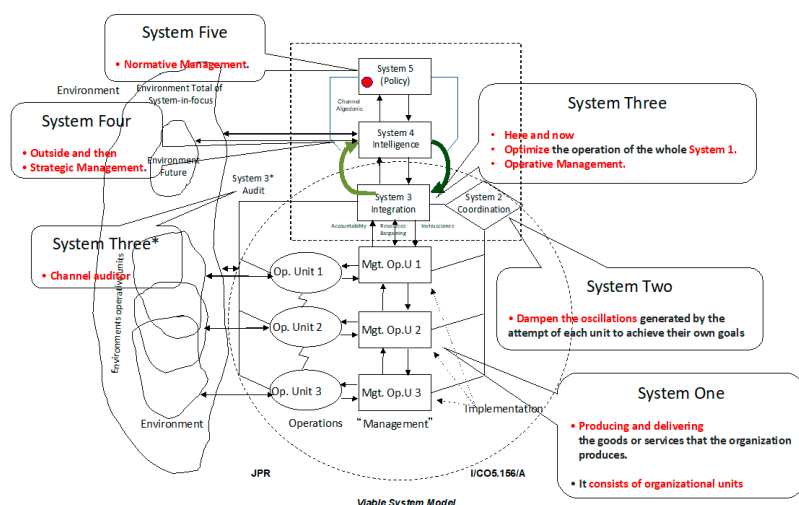 System Five
• Normative Management.
Environment
Environment Total of
System-in-focus
System Four
• Outside and then
• Strategic Management.
Environment
Future
System 5
(Policy)
Channel
Algedonic
System 4
Intelligence
System Three
• Here and now
• Optimize the operation of the whole System 1.
• Operative Management.
System 3*
Audit
System 3
Integration
System 2
Coordination
Accountability
Resources
Bargaining
Instrucciones
System Three*
• Channel auditor
Environments operative units
Op. Unit 1
Mgt. Op.U 1
System Two
• Dampen the oscillations generated by the
attempt of each unit to achieve their own goals
Op. Unit 2
Mgt. Op.U 2
Op. Unit 3
Mgt. Op.U 3
System One
• Producing and delivering
the goods or services that the organization
produces.
• It consists of organizational units
Environment
Operations
“Management”
Implementation
JPR
I/CO5.156/A
Viable System Model